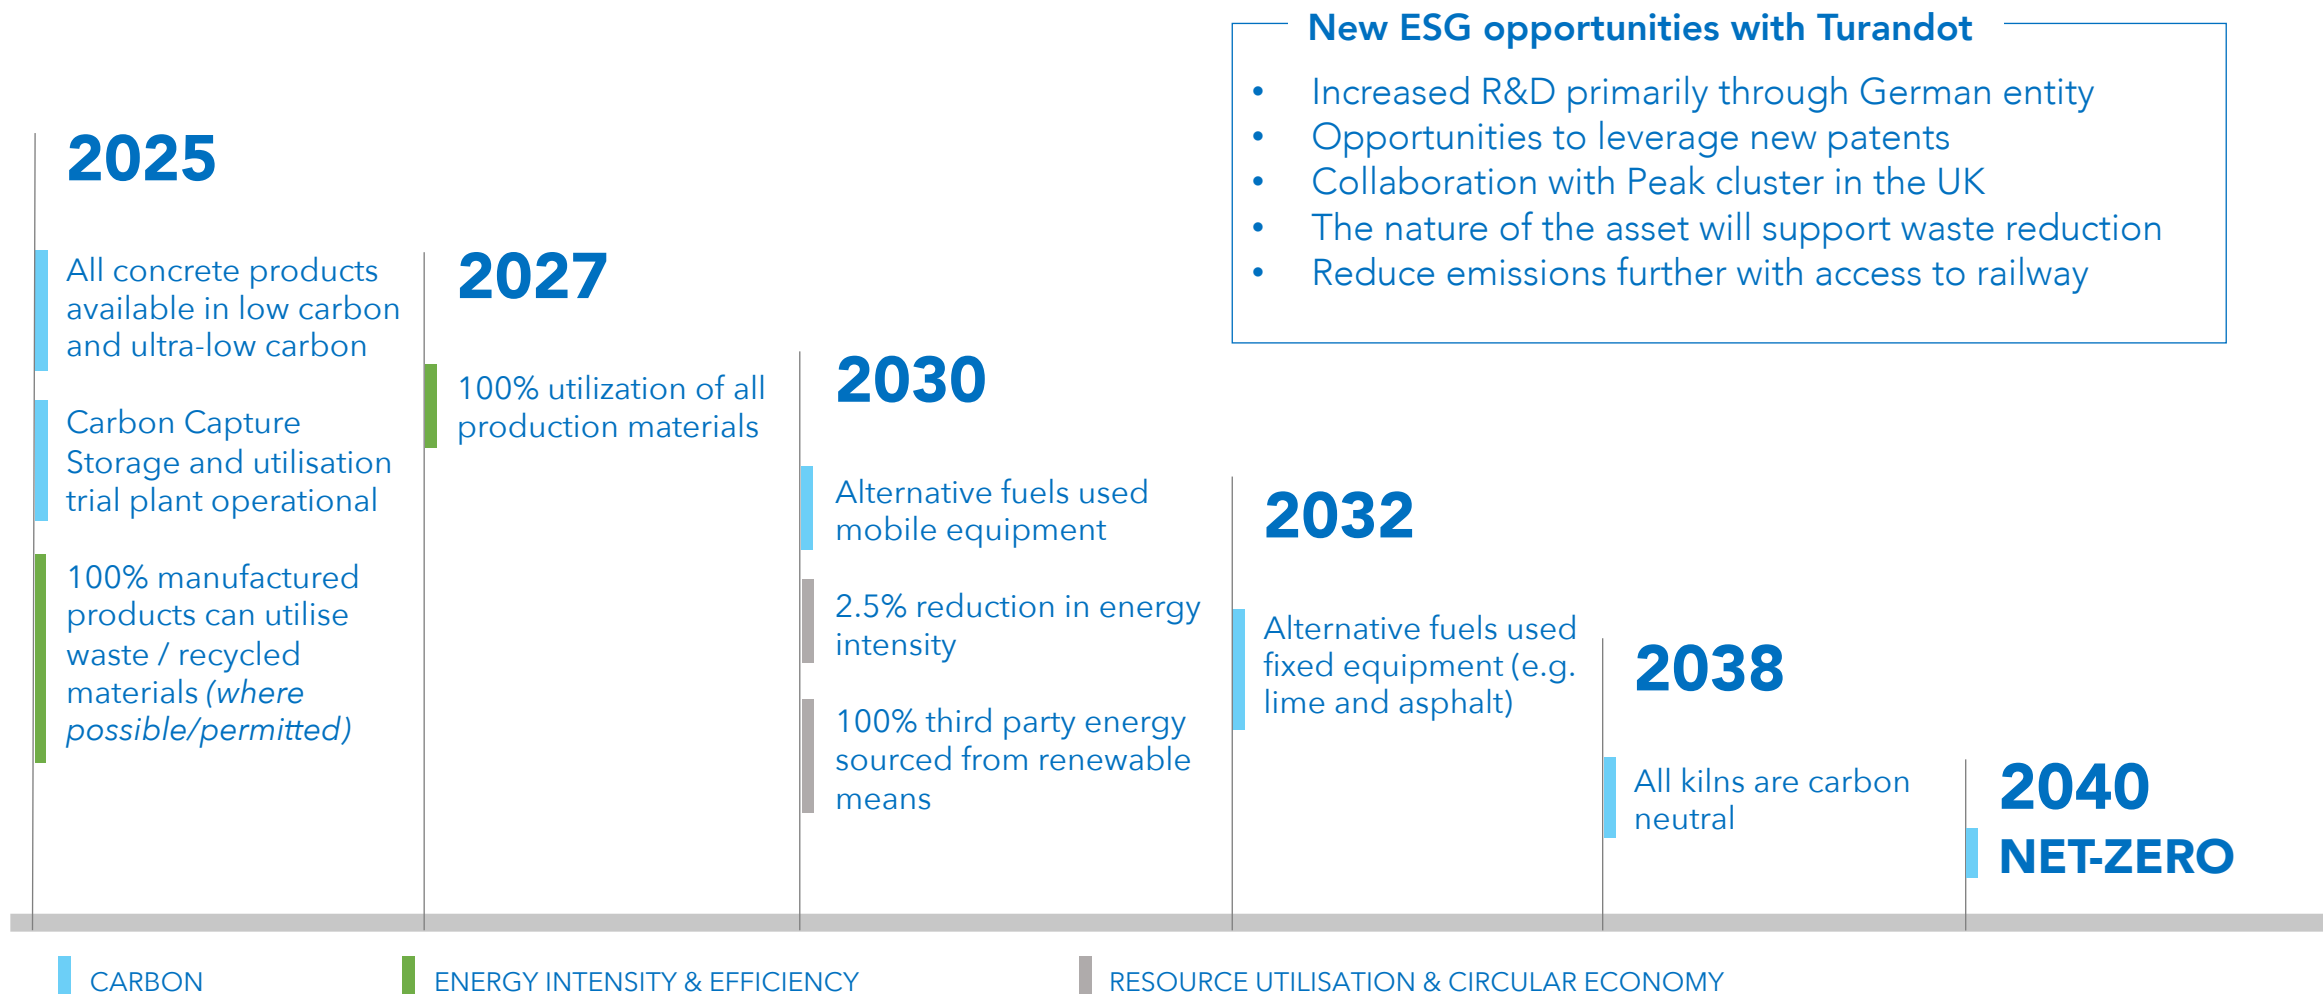 New ESG opportunities with Turandot
• Increased R&D primarily through German entity
• Opportunities to leverage new patents
• Collaboration with Peak cluster in the UK
• The nature of the asset will support waste reduction
• Reduce emissions further with access to railway
2025
All concrete products
available in low carbon
and ultra-low carbon
Carbon Capture
Storage and utilisation
trial plant operational
100% manufactured
products can utilise
waste / recycled
materials (where
possible/permitted)
2027
100% utilization of all
production materials
2030
Alternative fuels used
mobile equipment
2.5% reduction in energy
intensity
100% third party energy
sourced from renewable
means
2032
Alternative fuels used
fixed equipment (e.g.
lime and asphalt)
2038
All kilns are carbon
neutral
2040
NET-ZERO
CARBON
ENERGY INTENSITY & EFFICIENCY
RESOURCE UTILISATION & CIRCULAR ECONOMY